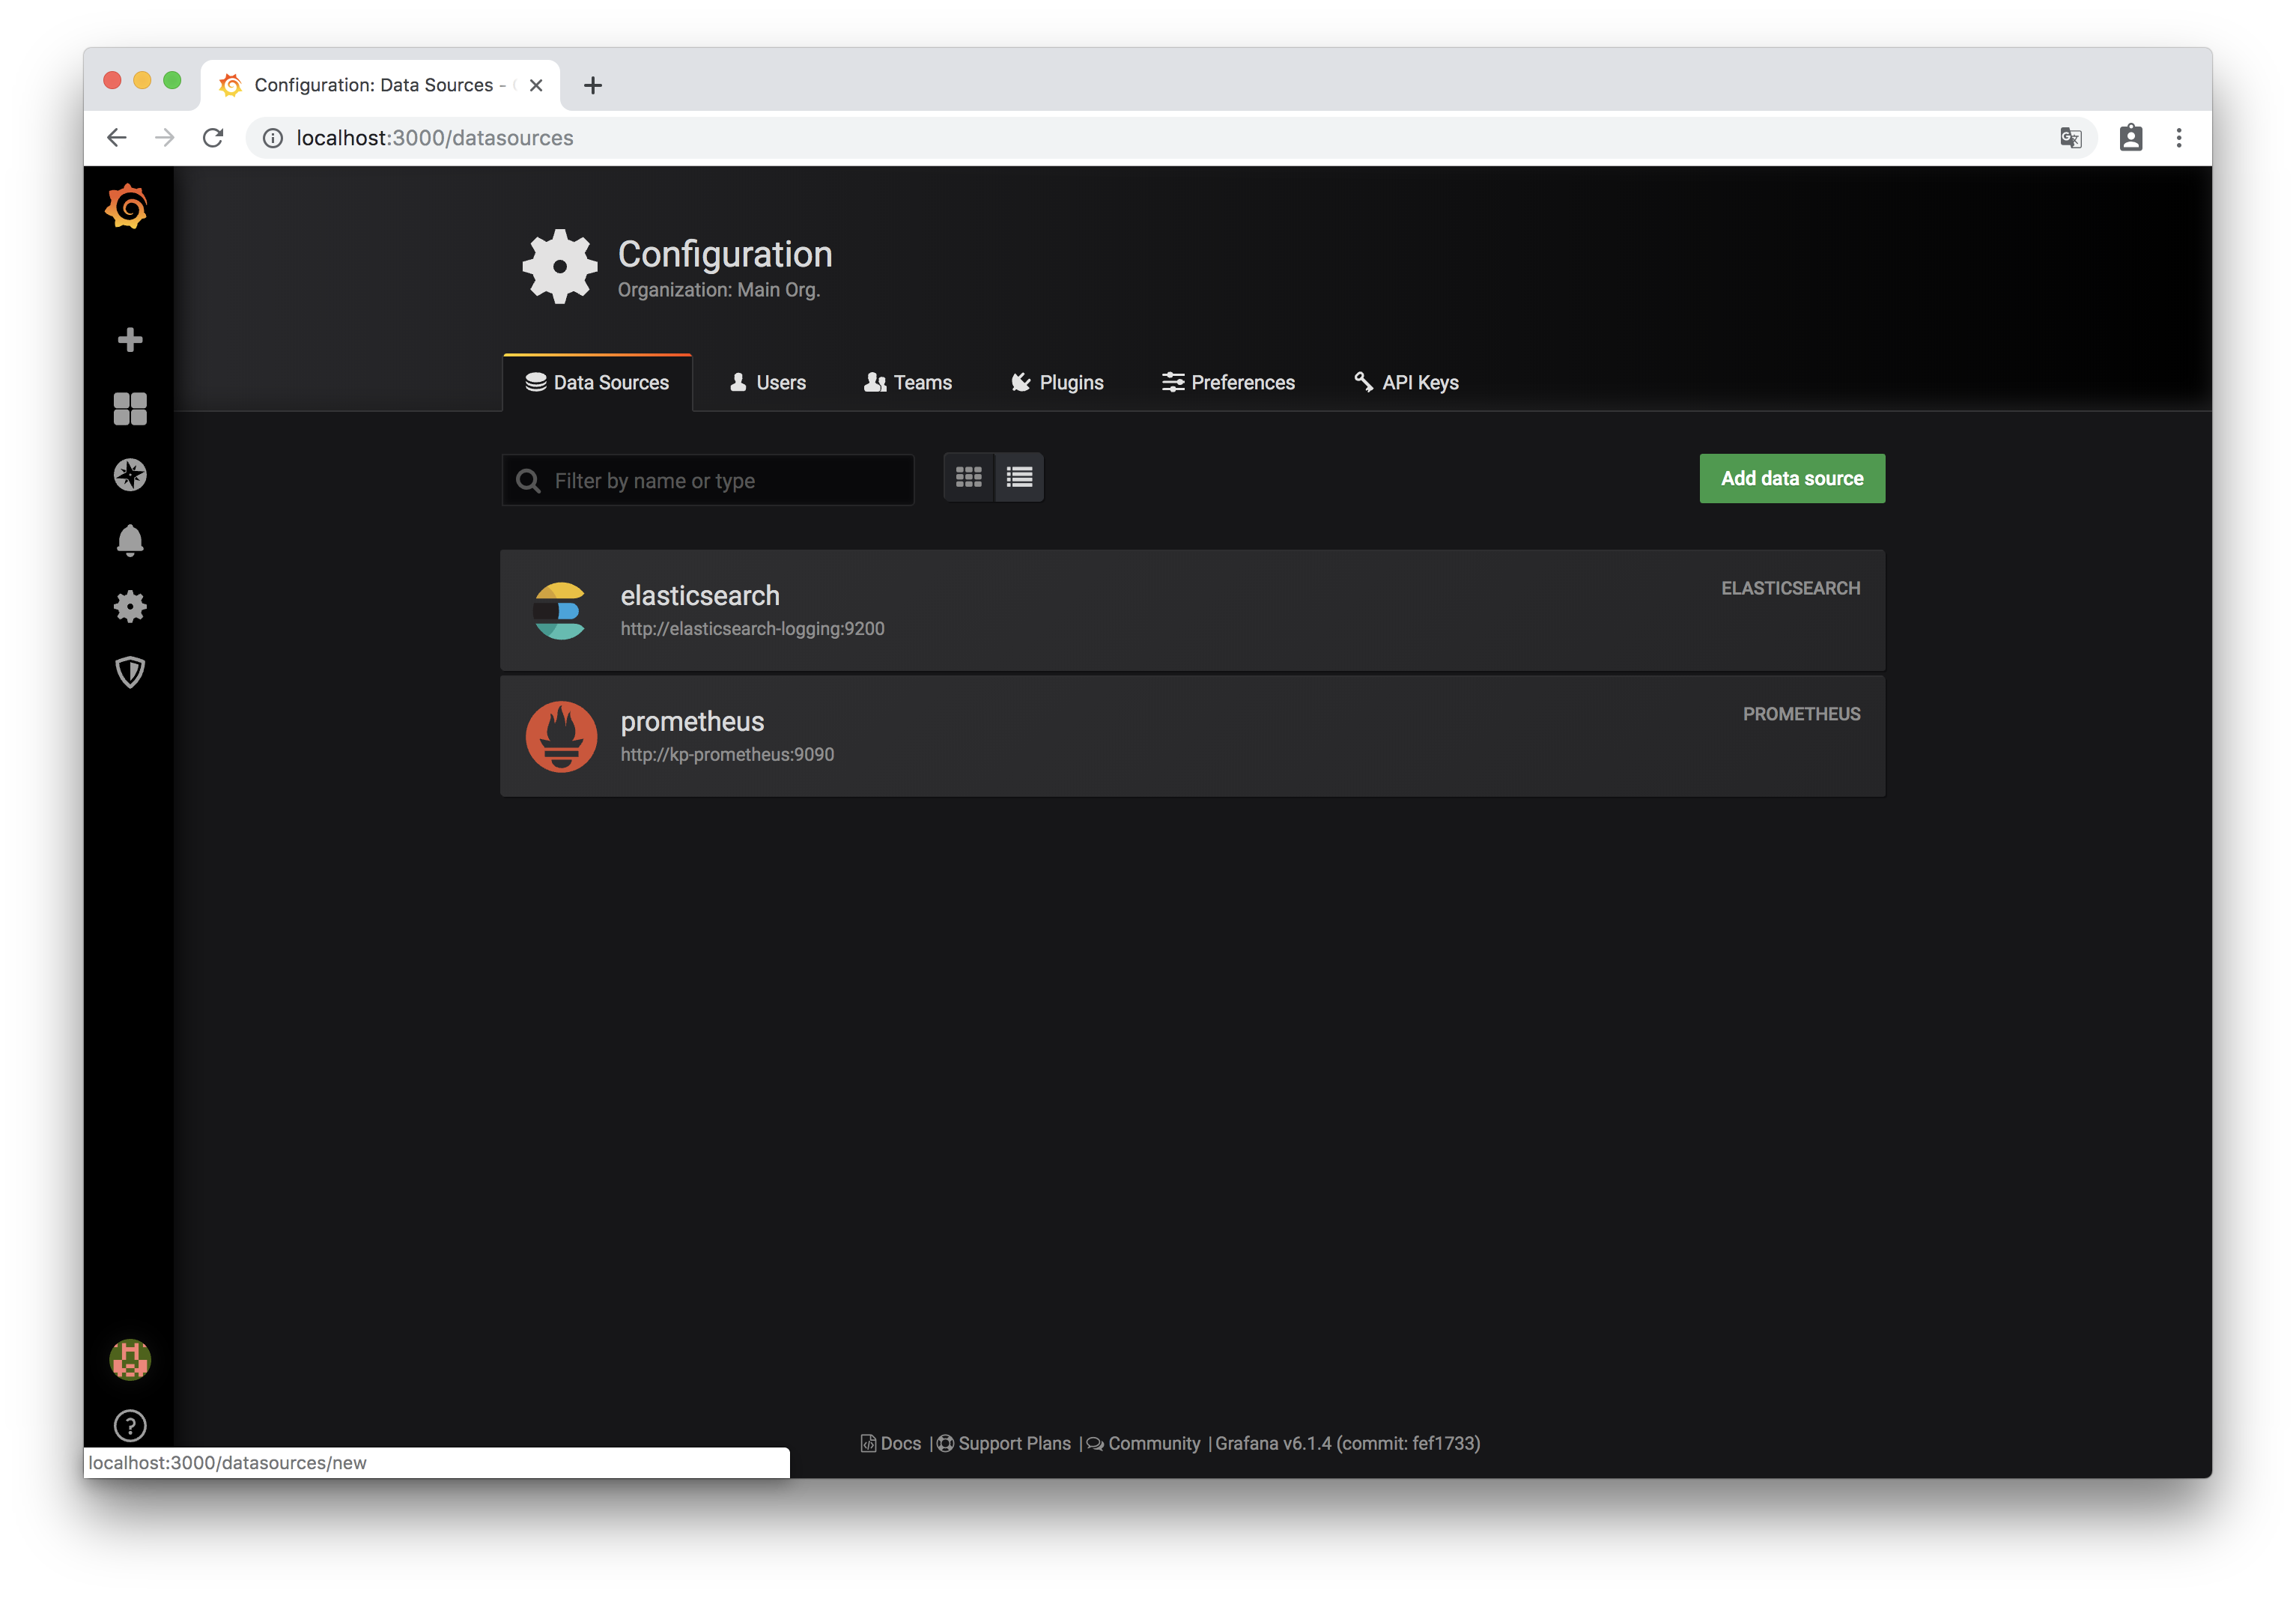 Configuration: Data Sources -
localhost:3000/datasources
Configuration
Organization: Main Org.
Data Sources
Users
Teams
Plugins
Preferences
API Keys
Filter by name or type
Add data source
elasticsearch
ELASTICSEARCH
http://elasticsearch-logging:9200
prometheus
PROMETHEUS
http://kp-prometheus:9090
Docs | Support Plans | Community | Grafana v6.1.4 (commit: fef1733)
localhost:3000/datasources/new